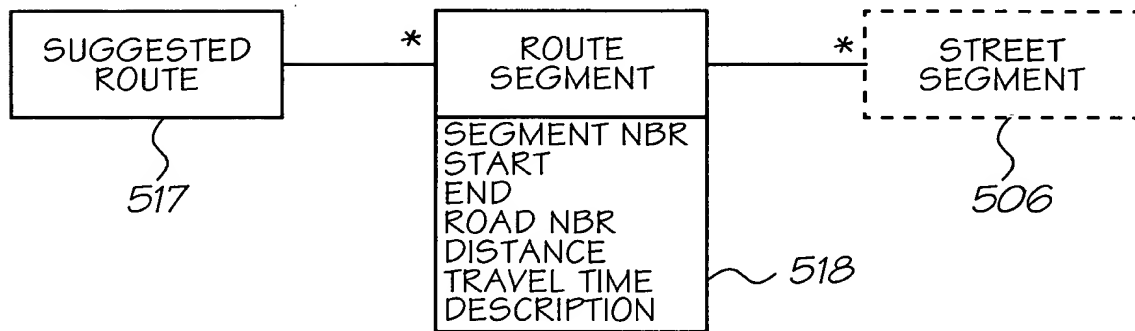 SUGGESTED
ROUTE
517
*
ROUTE
SEGMENT
SEGMENT NBR
START
END
ROAD NBR
DISTANCE
TRAVEL TIME
DESCRIPTION
518
*
STREET
SEGMENT
506